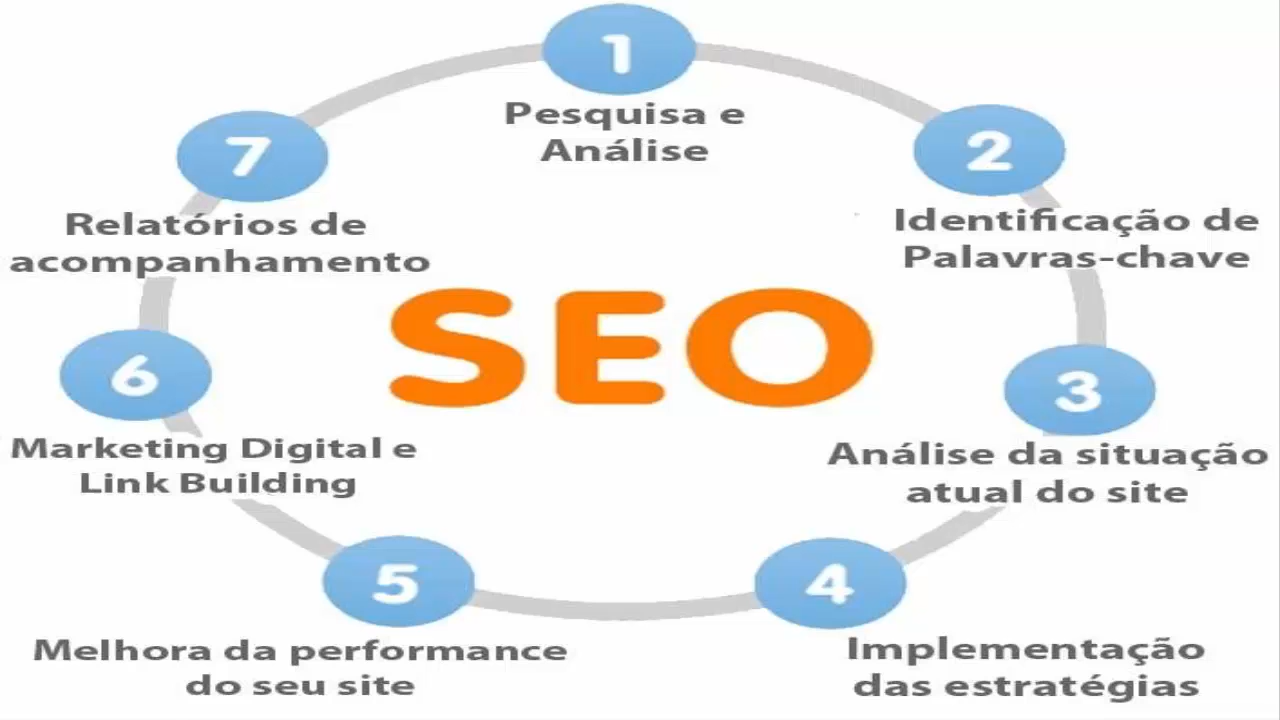 1
Pesquisa e
Análise
2
Identificação de
Palavras-chave
3
Análise da situação
atual do site
4
Implementação
das estratégias
5
Melhora da performance
do seu site
6
Marketing Digital e
Link Building
7
Relatórios de
acompanhamento
SEO